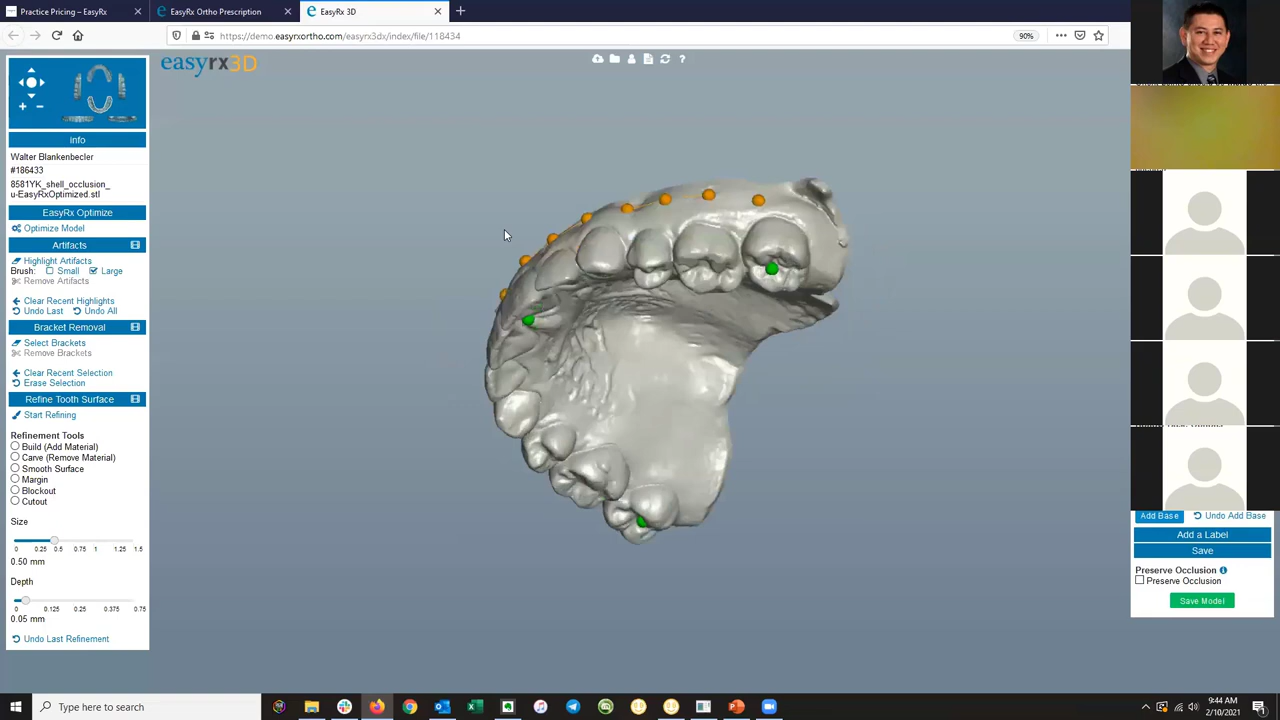 Practice Pricing – EasyRx
EasyRx Ortho Prescription
EasyRx 3D
https://demo.easyrxortho.com/easyrx3dx/index/file/118434
90%
easyrx3D
Info
Walter Blankenbecler
#186433
8581YK_shell_occlusion_
u-EasyRxOptimized.stl
EasyRx Optimize
Optimize Model
Artifacts
Highlight Artifacts
Brush: Small Large
Remove Artifacts
Clear Recent Highlights
Undo Last Undo All
Bracket Removal
Select Brackets
Remove Brackets
Clear Recent Selection
Erase Selection
Refine Tooth Surface
Start Refining
Refinement Tools
Build (Add Material)
Carve (Remove Material)
Smooth Surface
Margin
Blockout
Cutout
Size
0 0.25 0.5 0.75 1 1.25 1.5
0.50 mm
Depth
0 0.125 0.25 0.375 0.75
0.05 mm
Undo Last Refinement
Add Base Undo Add Base
Add a Label
Save
Preserve Occlusion
Preserve Occlusion
Save Model
Type here to search
9:44 AM
2/10/2021